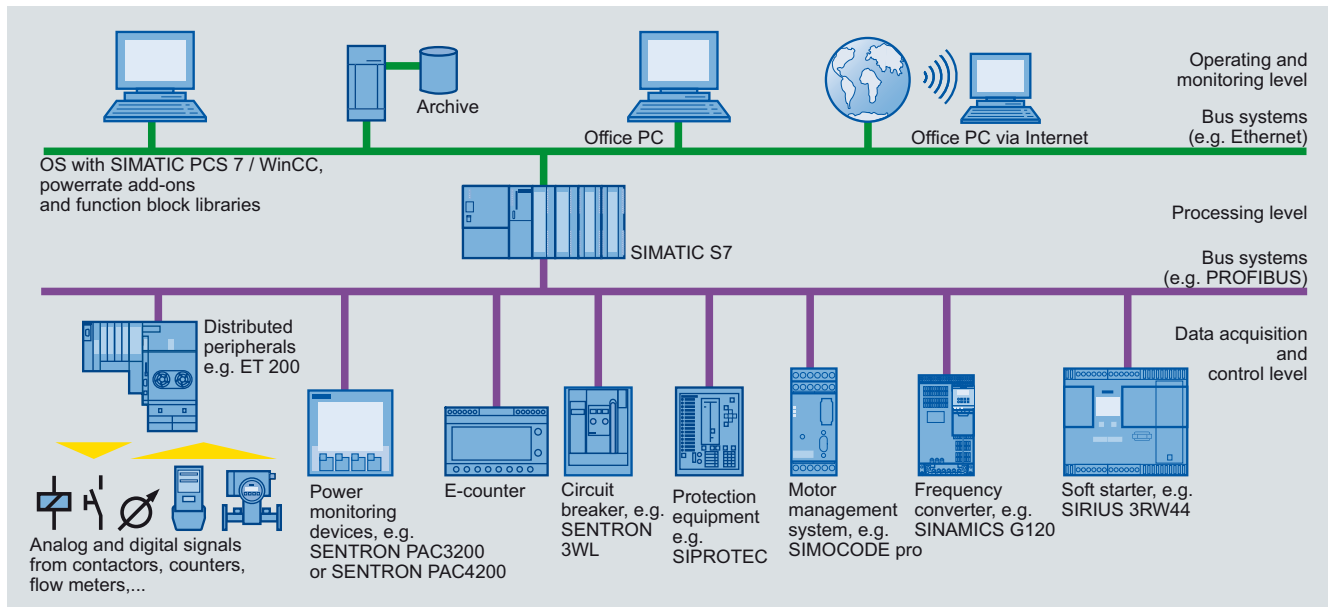 Operating and
monitoring level
Archive
Office PC
Office PC via Internet
Bus systems
(e.g. Ethernet)
OS with SIMATIC PCS 7 / WinCC,
powerrate add-ons
and function block libraries
Processing level
SIMATIC S7
Bus systems
(e.g. PROFIBUS)
Distributed
peripherals
e.g. ET 200
Data acquisition
and
control level
Analog and digital signals
from contactors, counters,
flow meters,...
Power
monitoring
devices, e.g.
SENTRON PAC3200
or SENTRON PAC4200
E-counter
Circuit
breaker, e.g.
SENTRON
3WL
Protection
equipment
e.g.
SIPROTEC
Motor
management
system, e.g.
SIMOCODE pro
Frequency
converter, e.g.
SINAMICS G120
Soft starter, e.g.
SIRIUS 3RW44